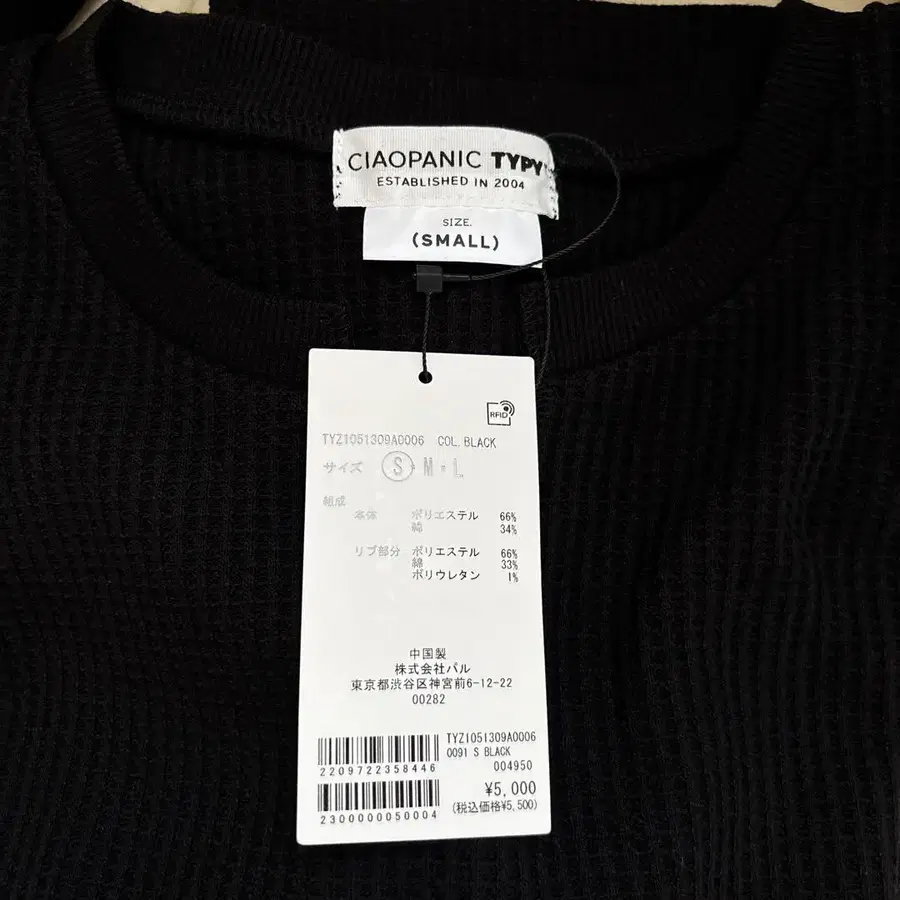 CIAOPANIC TYPY
ESTABLISHED IN 2004
SIZE.
(SMALL)
RFID
TYZ1051309A0006 COL.BLACK
サイズ S・M・L
組成
本体 ポリエステル 66%
綿 34%
リブ部分 ポリエステル 66%
綿 33%
ポリウレタン 1%
中国製
株式会社パル
東京都渋谷区神宮前6-12-22
00282
TYZ1051309A0006
0091 S BLACK
2209722358446
004950
¥5,000
(税込価格¥5,500)
2300000050004